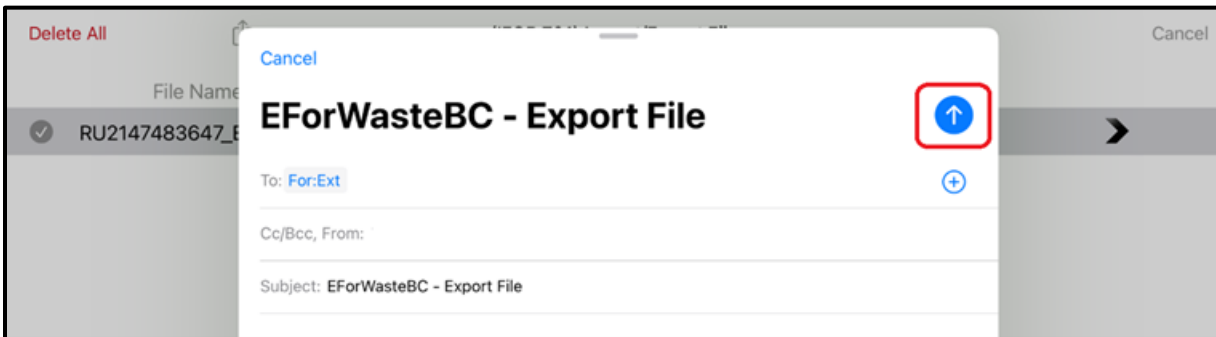 Delete All
Cancel
Cancel
File Name
EForWasteBC - Export File
RU2147483647_E
To: For:Ext
Cc/Bcc, From:
Subject: EForWasteBC - Export File